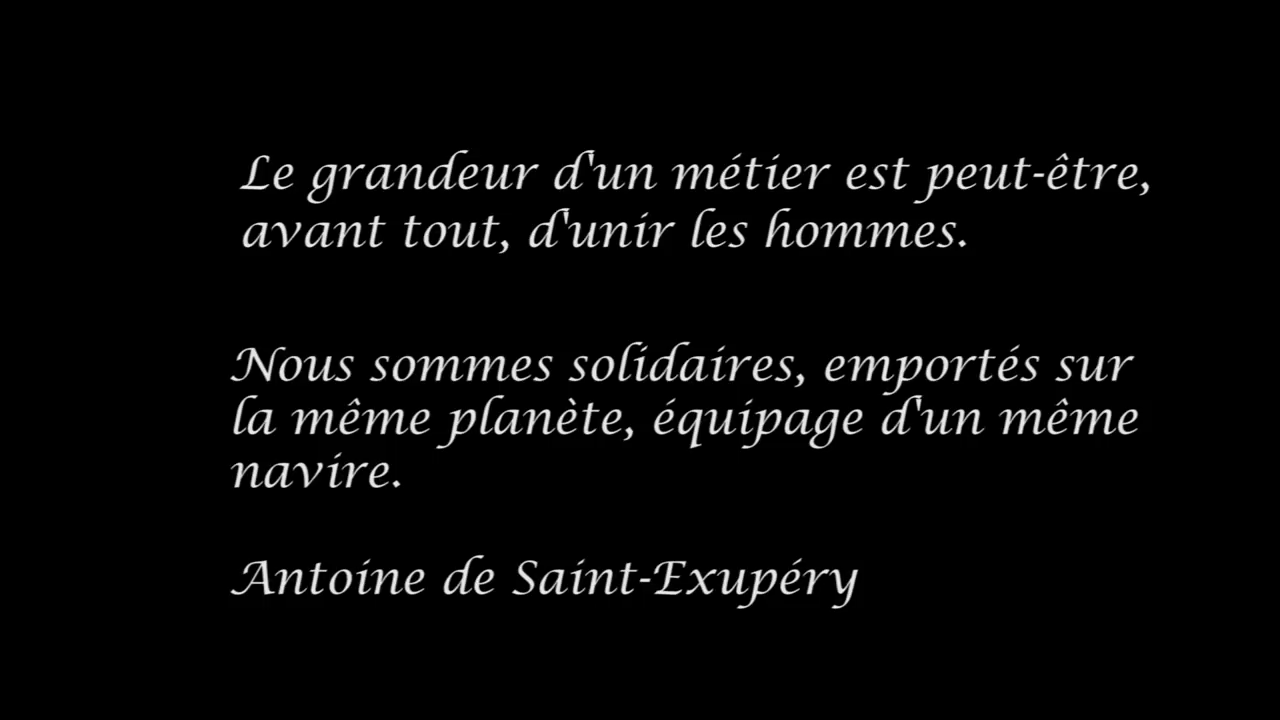 Le grandeur d'un métier est peut-être,
avant tout, d'unir les hommes.
Nous sommes solidaires, emportés sur
la même planète, équipage d'un même
navire.
Antoine de Saint-Exupéry